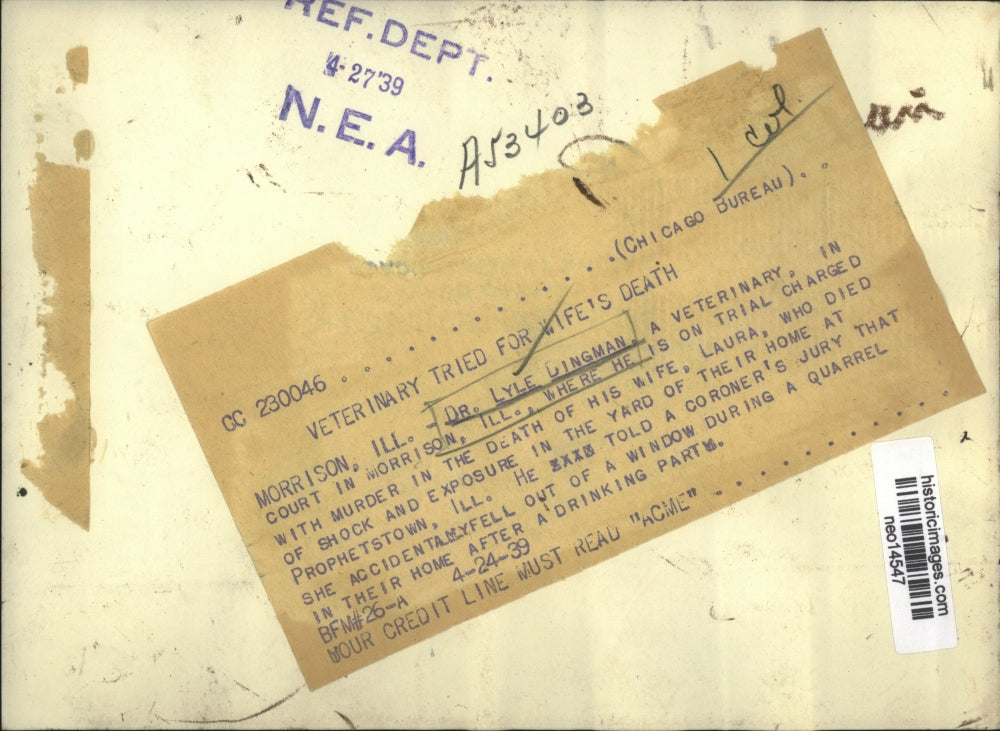 REF.DEPT.
4-27'39
N.E.A.
A53403
1 col.
CC 230046 . . . . . . . . . . . . . . . (CHICAGO BUREAU). . .
VETERINARY TRIED FOR WIFE'S DEATH
MORRISON, ILL. - DR. LYLE DINGMAN, A VETERINARY, IN
COURT IN MORRISON, ILL., WHERE HE IS ON TRIAL CHARGED
WITH MURDER IN THE DEATH OF HIS WIFE, LAURA, WHO DIED
OF SHOCK AND EXPOSURE IN THE YARD OF THEIR HOME AT
PROPHETSTOWN, ILL. HE TOLD A CORONER'S JURY THAT
SHE ACCIDENTALLY FELL OUT OF A WINDOW DURING A QUARREL
IN THEIR HOME AFTER A DRINKING PARTY.
BFM#26-A 4-24-39
YOUR CREDIT LINE MUST READ "ACME" . . . . . . . . . .
historicimages.com
neo14547